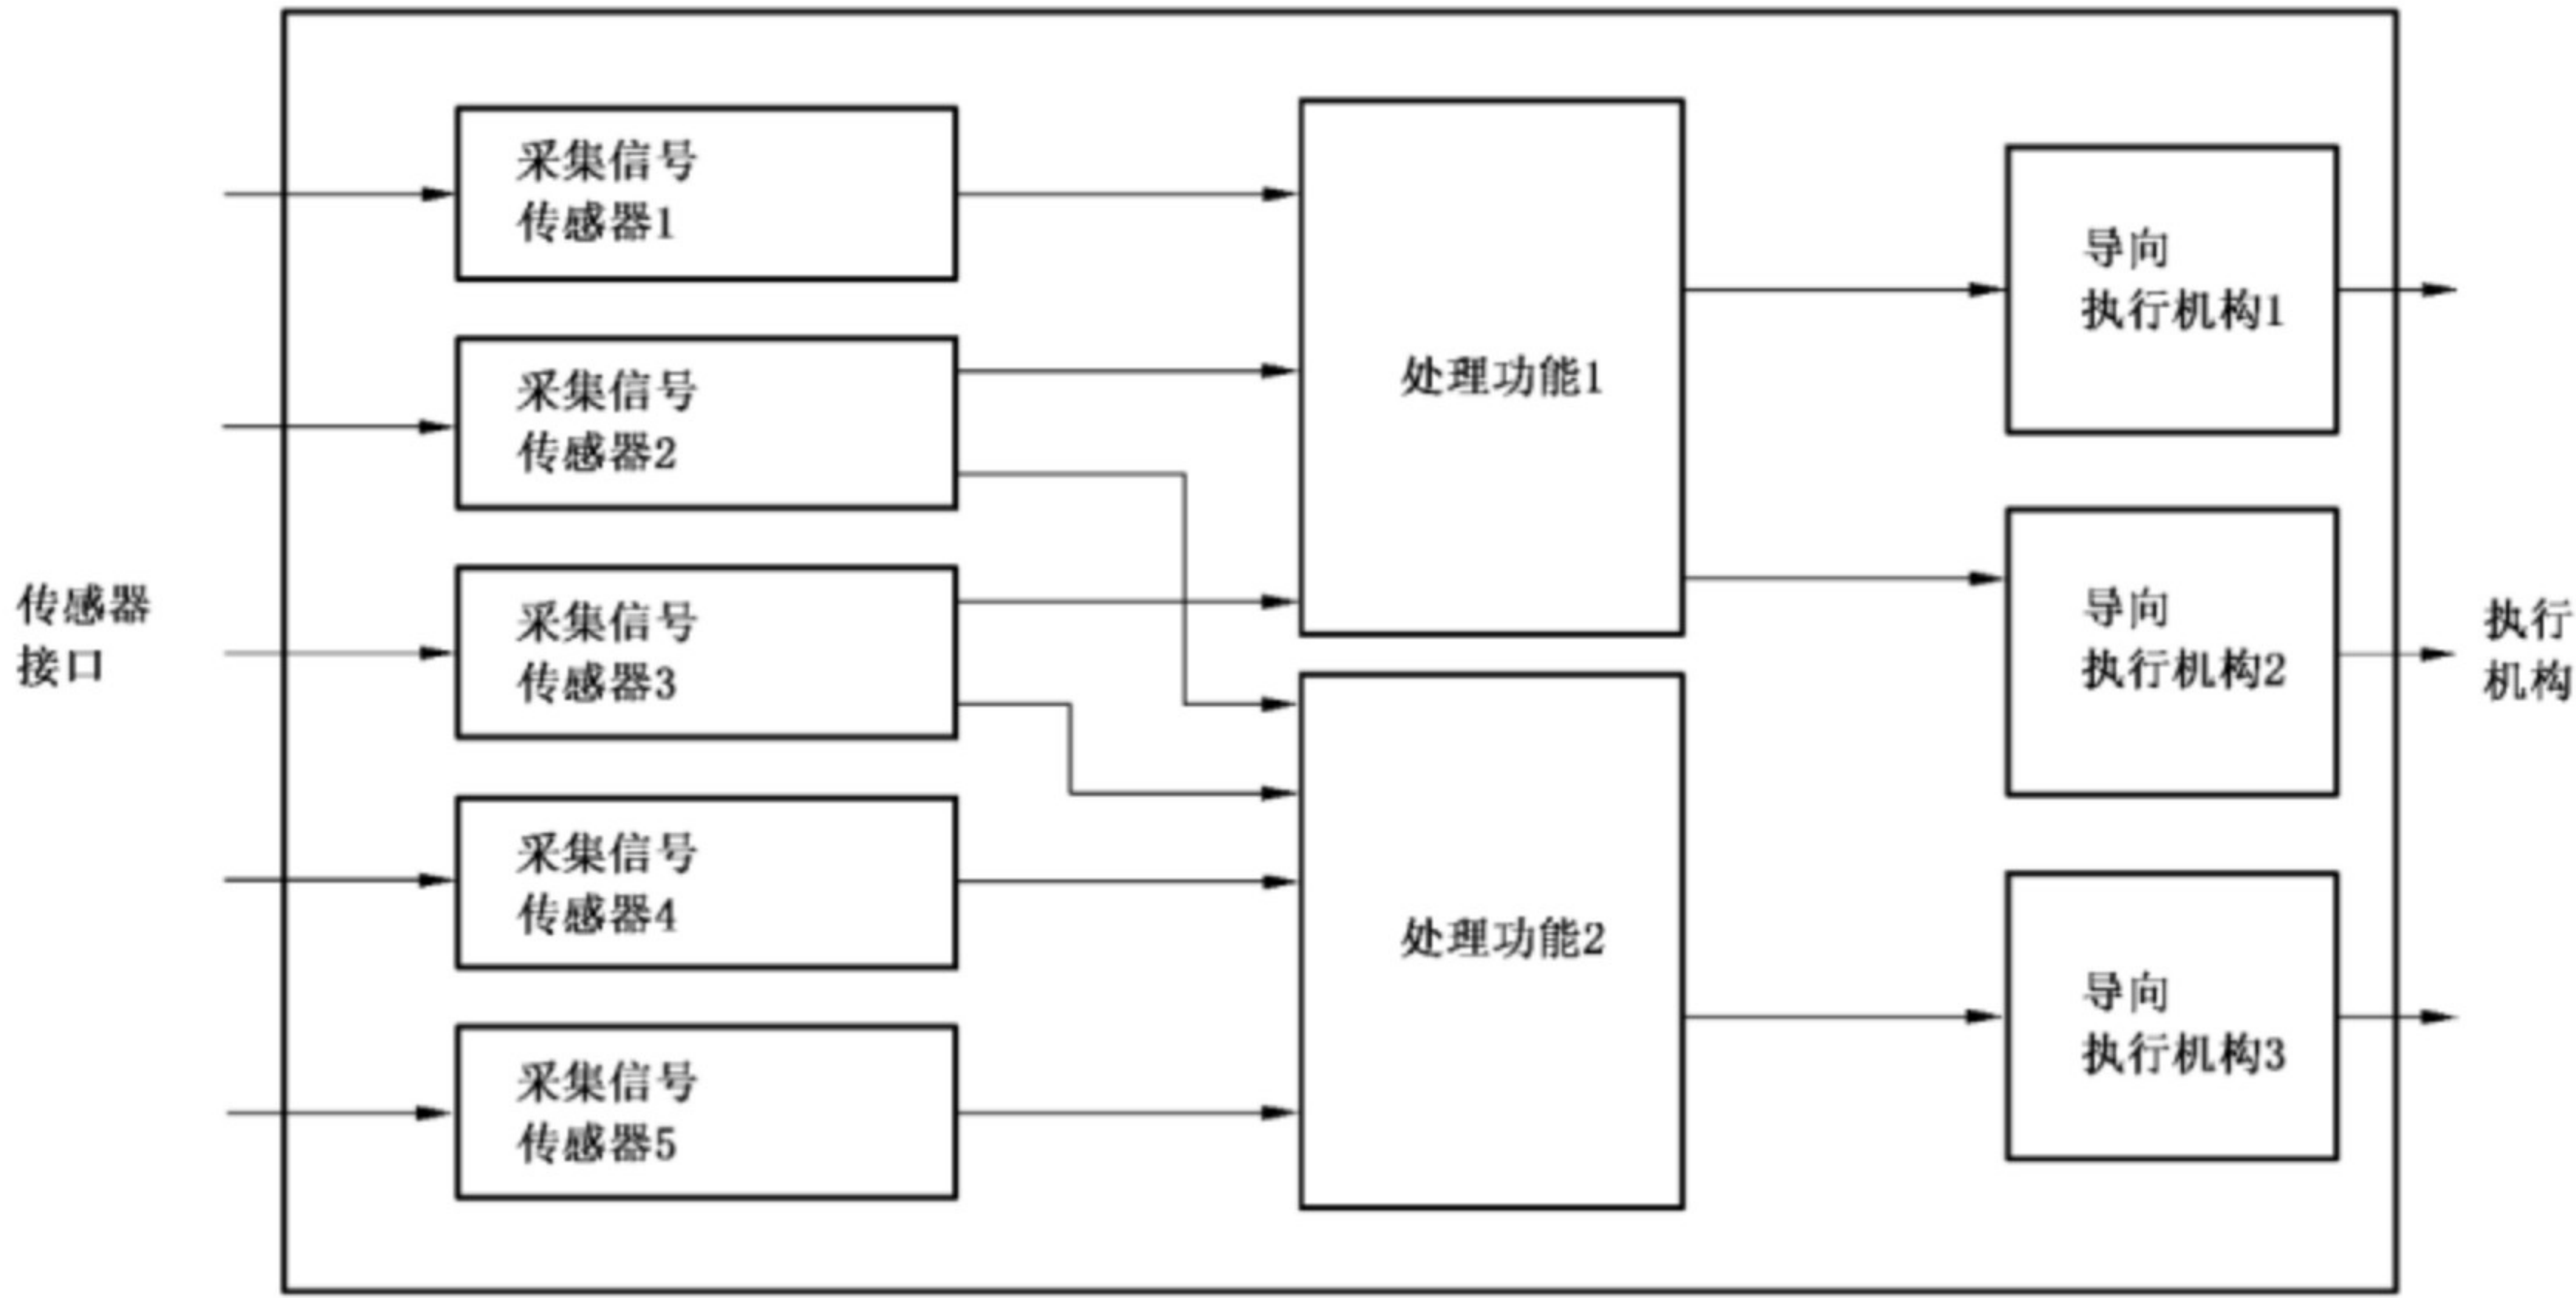 传感器
接口
采集信号
传感器1
采集信号
传感器2
采集信号
传感器3
采集信号
传感器4
采集信号
传感器5
处理功能1
处理功能2
导向
执行机构1
导向
执行机构2
导向
执行机构3
执行
机构